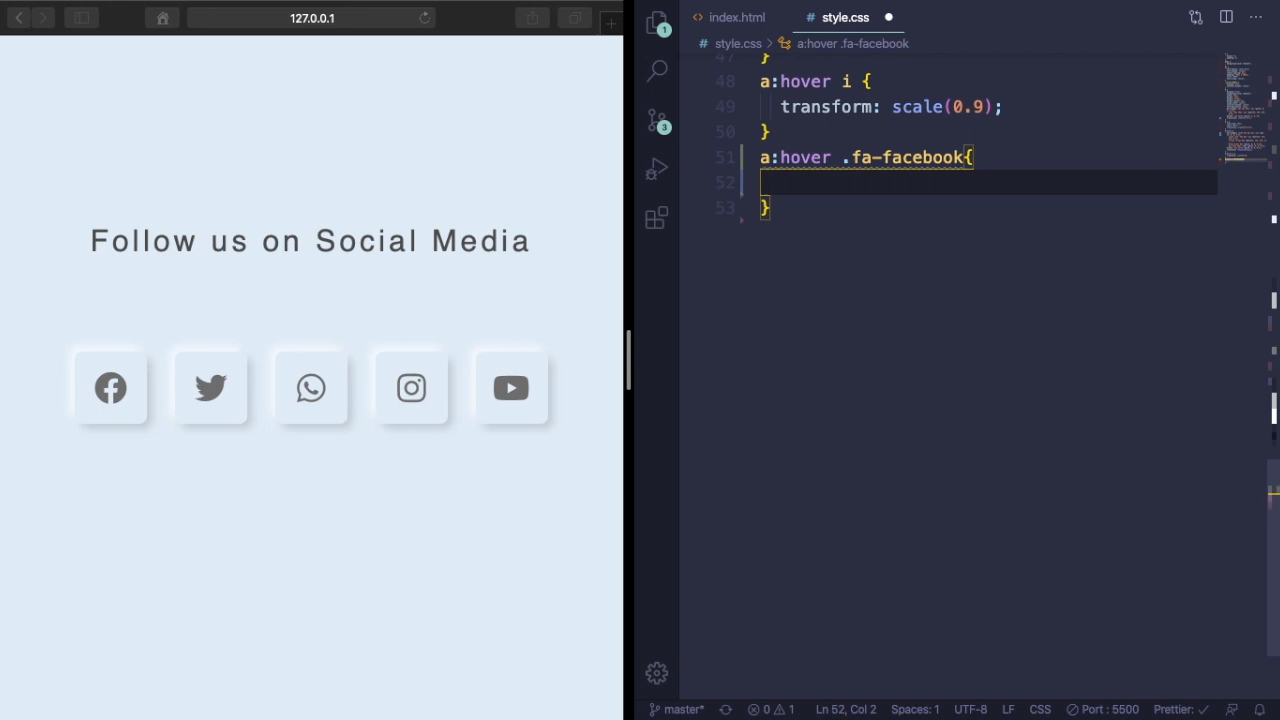 127.0.0.1
Follow us on Social Media
1
3
index.html
style.css
style.css
a:hover .fa-facebook
47 }
48 a:hover i {
49 transform: scale(0.9);
50 }
51 a:hover .fa-facebook{
52
53 }
master*
0
1
Ln 52, Col 2
Spaces: 1
UTF-8
LF
CSS
Port : 5500
Prettier: